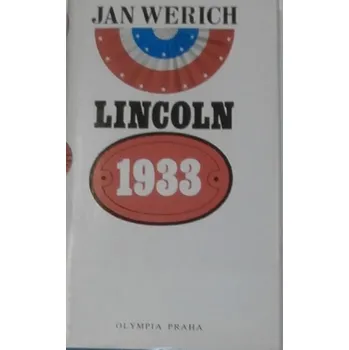 JAN WERICH
LINCOLN
1933
OLYMPIA PRAHA